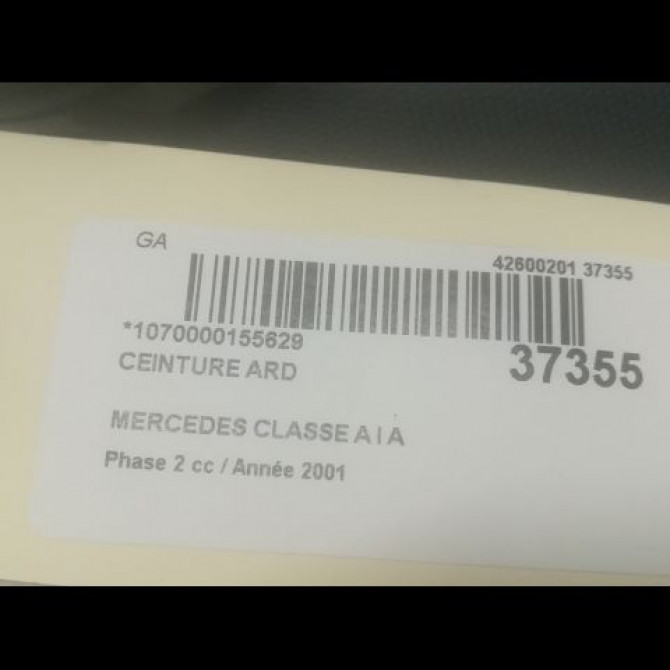 GA
42600201 37355
*1070000155629
37355
CEINTURE ARD
MERCEDES CLASSE A I A
Phase 2 cc / Année 2001